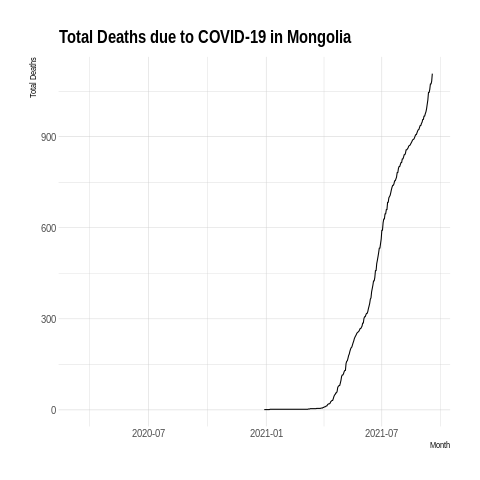 Total Deaths due to COVID-19 in Mongolia
Total Deaths
900
600
300
0
2020-07 2021-01 2021-07
Month